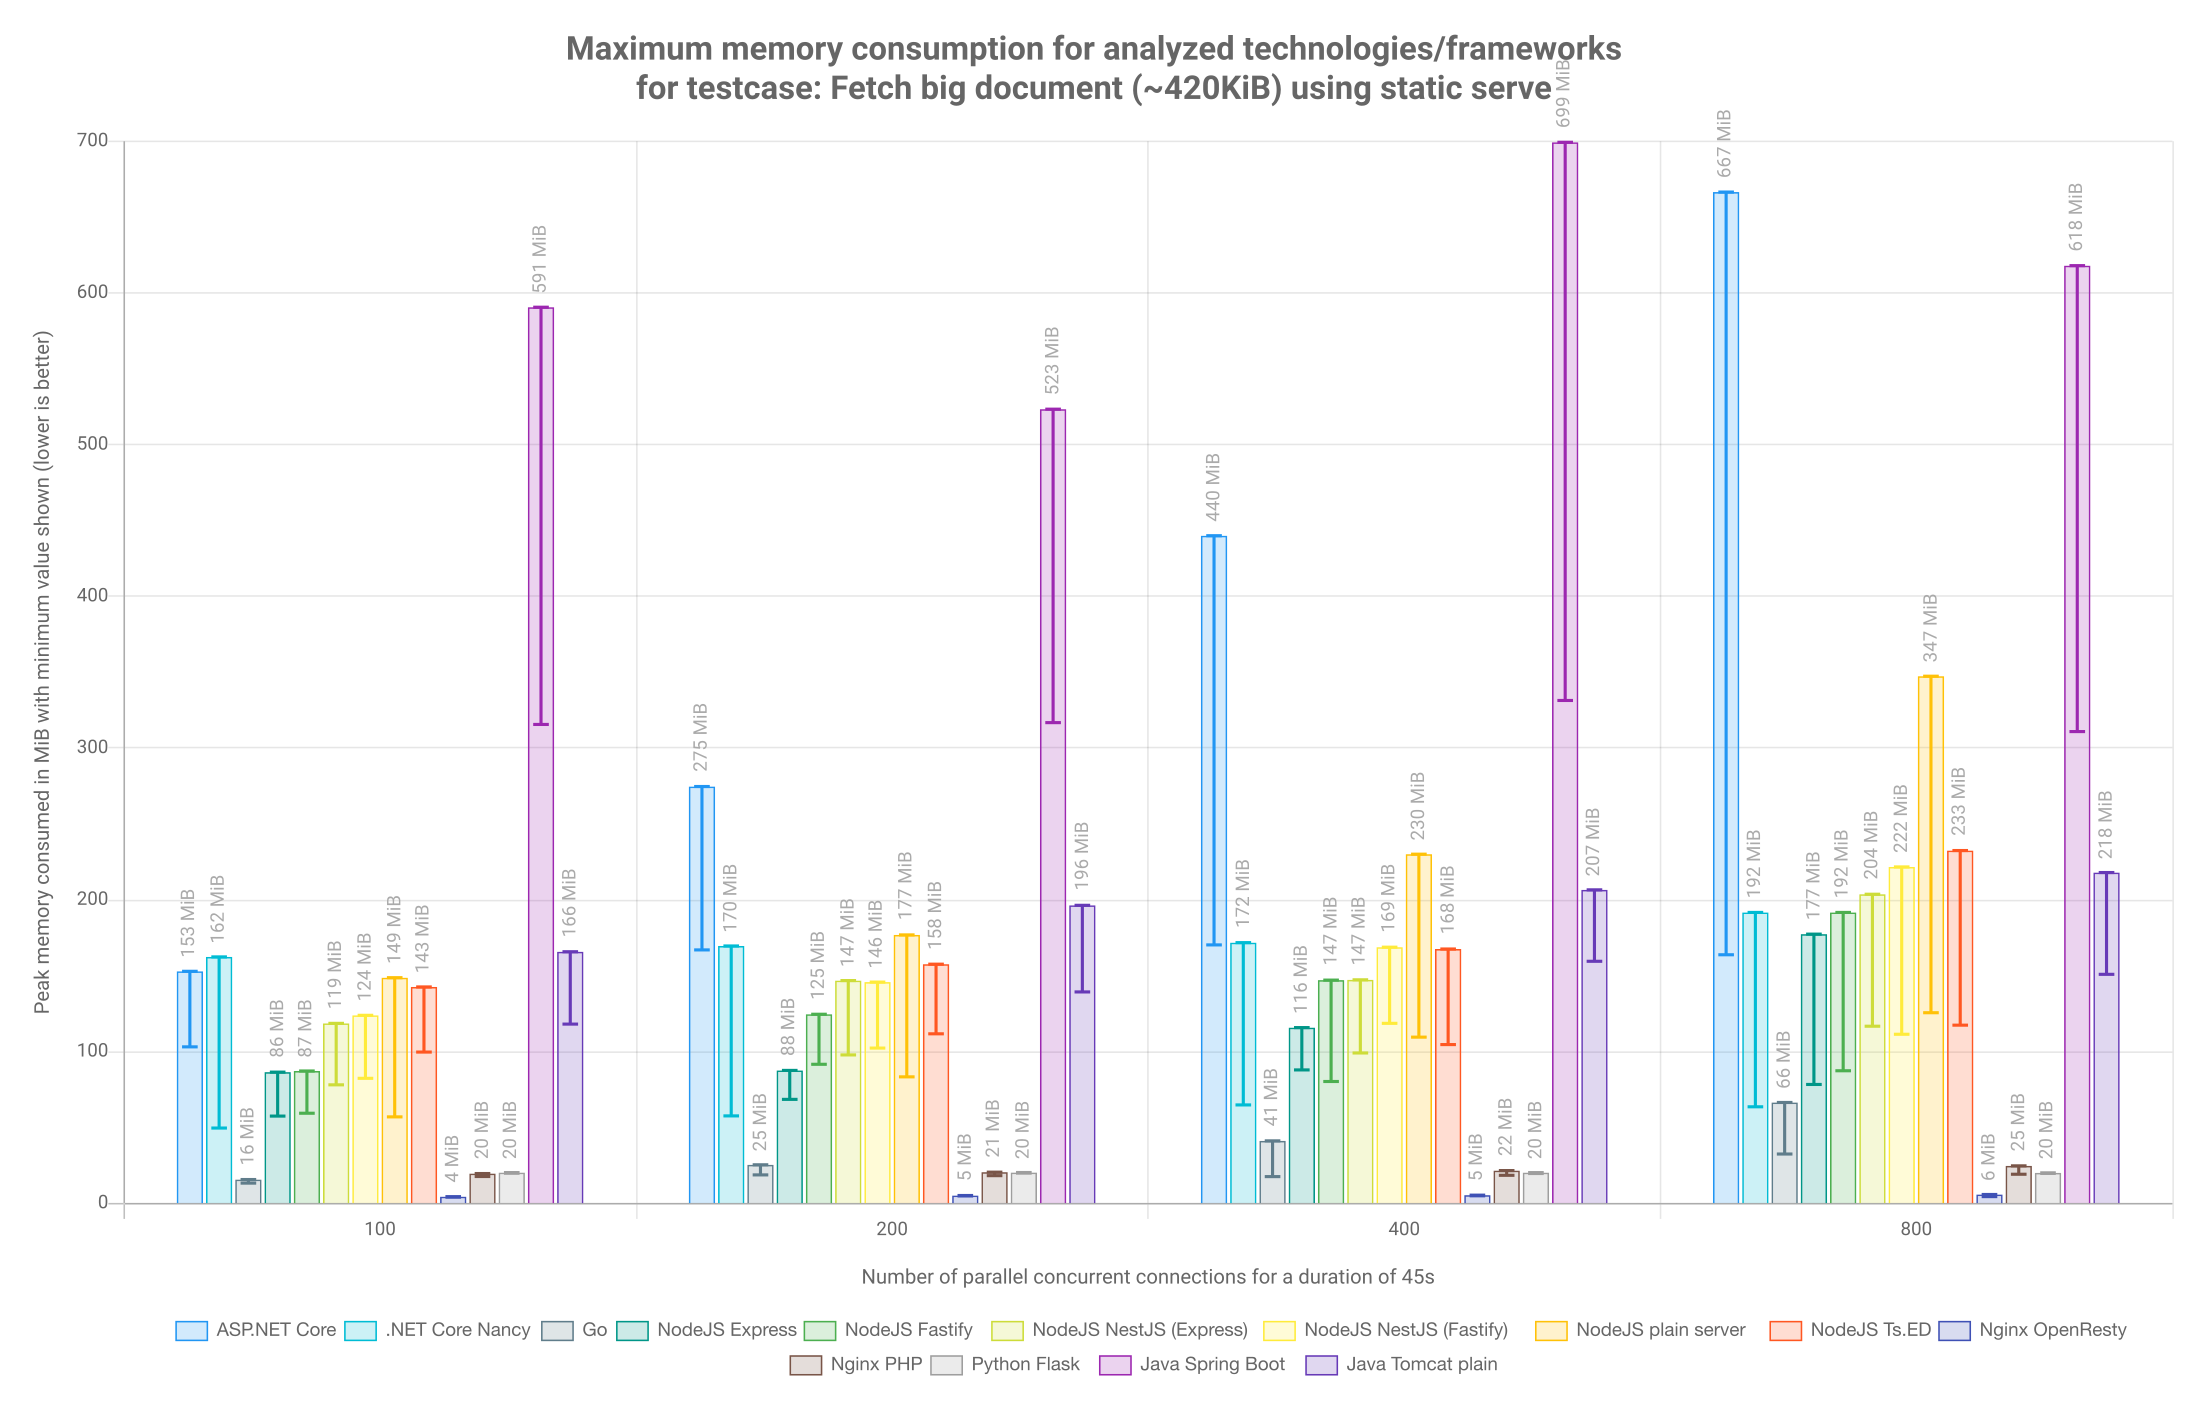 Maximum memory consumption for analyzed technologies/frameworks
for testcase: Fetch big document (~420KiB) using static serve
Peak memory consumed in MiB with minimum value shown (lower is better)
700
600
500
400
300
200
100
0
153 MiB
162 MiB
16 MiB
86 MiB
87 MiB
119 MiB
124 MiB
149 MiB
143 MiB
4 MiB
20 MiB
20 MiB
591 MiB
166 MiB
275 MiB
170 MiB
25 MiB
88 MiB
125 MiB
147 MiB
146 MiB
177 MiB
158 MiB
5 MiB
21 MiB
20 MiB
523 MiB
196 MiB
440 MiB
172 MiB
41 MiB
116 MiB
147 MiB
147 MiB
169 MiB
230 MiB
168 MiB
5 MiB
22 MiB
20 MiB
699 MiB
207 MiB
667 MiB
192 MiB
66 MiB
177 MiB
192 MiB
204 MiB
222 MiB
347 MiB
233 MiB
6 MiB
25 MiB
20 MiB
618 MiB
218 MiB
100
200
400
800
Number of parallel concurrent connections for a duration of 45s
ASP.NET Core .NET Core Nancy Go NodeJS Express NodeJS Fastify NodeJS NestJS (Express) NodeJS NestJS (Fastify) NodeJS plain server NodeJS Ts.ED Nginx OpenResty
Nginx PHP Python Flask Java Spring Boot Java Tomcat plain